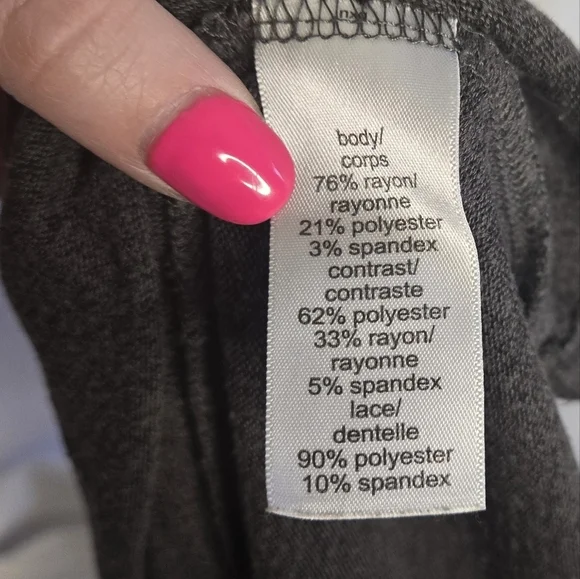 body/
corps
76% rayon/
rayonne
21% polyester
3% spandex
contrast/
contraste
62% polyester
33% rayon/
rayonne
5% spandex
lace/
dentelle
90% polyester
10% spandex